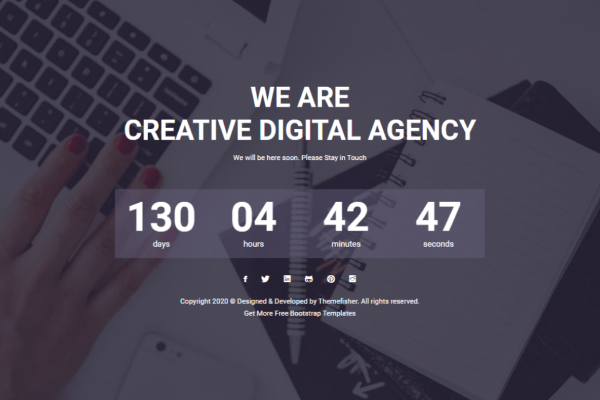 WE ARE
CREATIVE DIGITAL AGENCY
We will be here soon. Please Stay in Touch
130 04 42 47
days hours minutes seconds
Copyright 2020 © Designed & Developed by Themefisher. All rights reserved.
Get More Free Bootstrap Templates